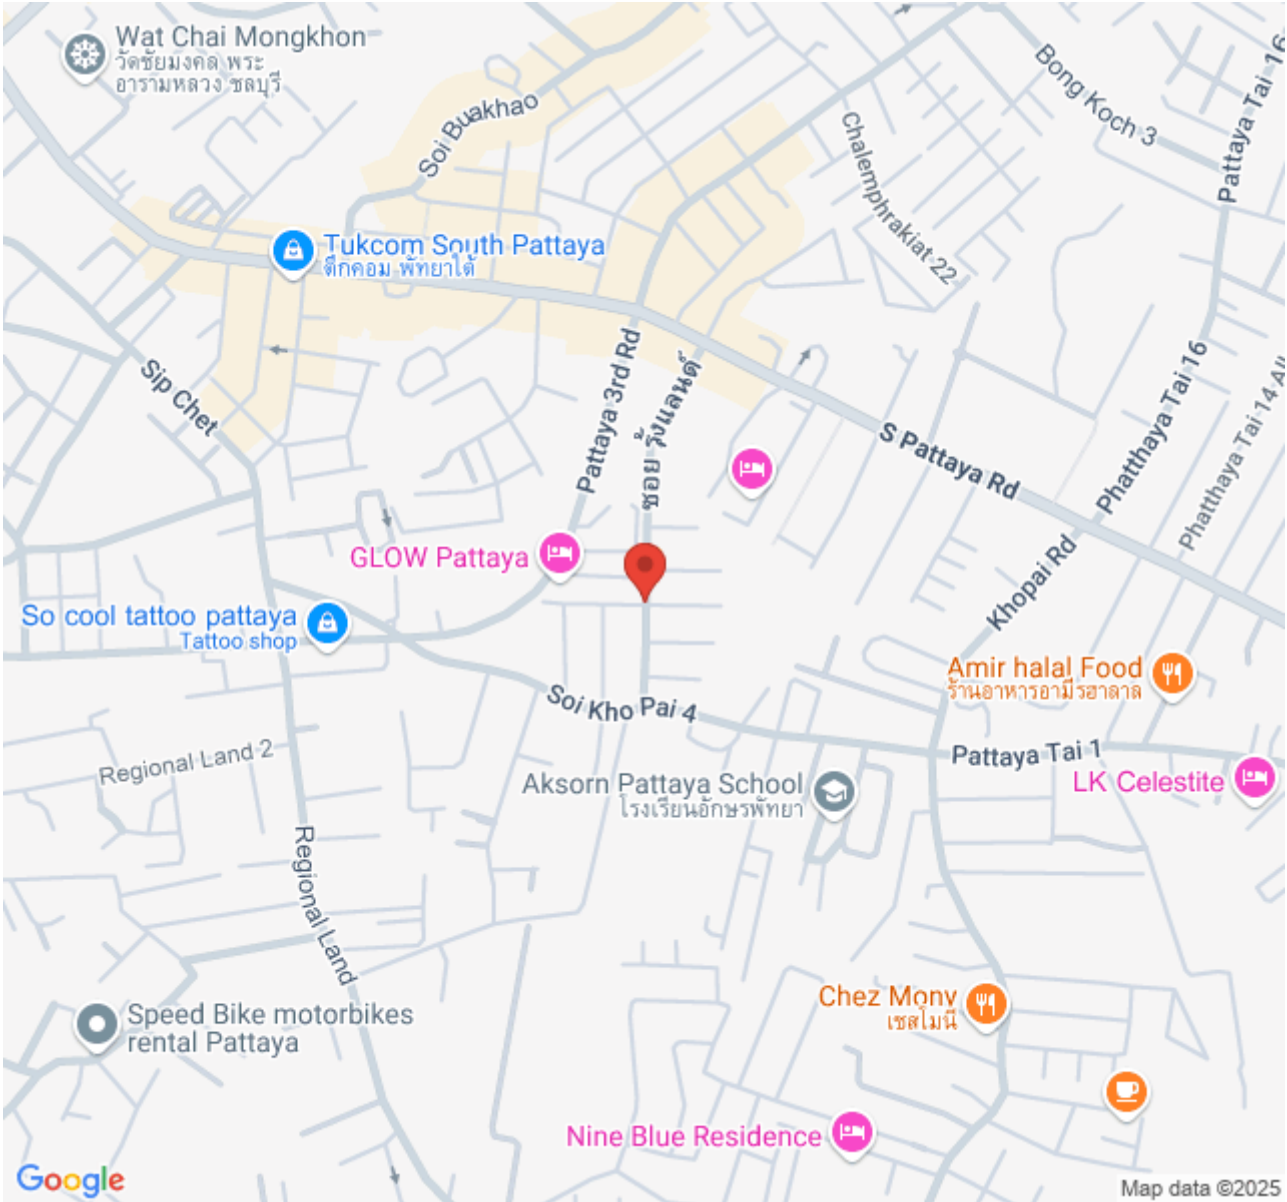 Wat Chai Mongkhon
วัดชัยมงคล พระ
อารามหลวง ชลบุรี
Soi Buakhao
Bong Koch 3
Pattaya Tai 16
Chalermphrakiat 22
Tukcom South Pattaya
ตึกคอม พัทยาใต้
Sip Chet
Pattaya 3rd Rd
ซอย วุ้งแลนด์
S Pattaya Rd
Phatthaya Tai 16
Phatthaya Tai 14 All
Khopai Rd
GLOW Pattaya
So cool tattoo pattaya
Tattoo shop
Amir halal Food
ร้านอาหารอามีรฮาลาล
Soi Kho Pai 4
Pattaya Tai 1
Regional Land 2
Aksorn Pattaya School
โรงเรียนอักษรพัทยา
LK Celestite
Regional Land
Chez Mony
เชสโมนี
Speed Bike motorbikes
rental Pattaya
Nine Blue Residence
Google
Map data ©2025